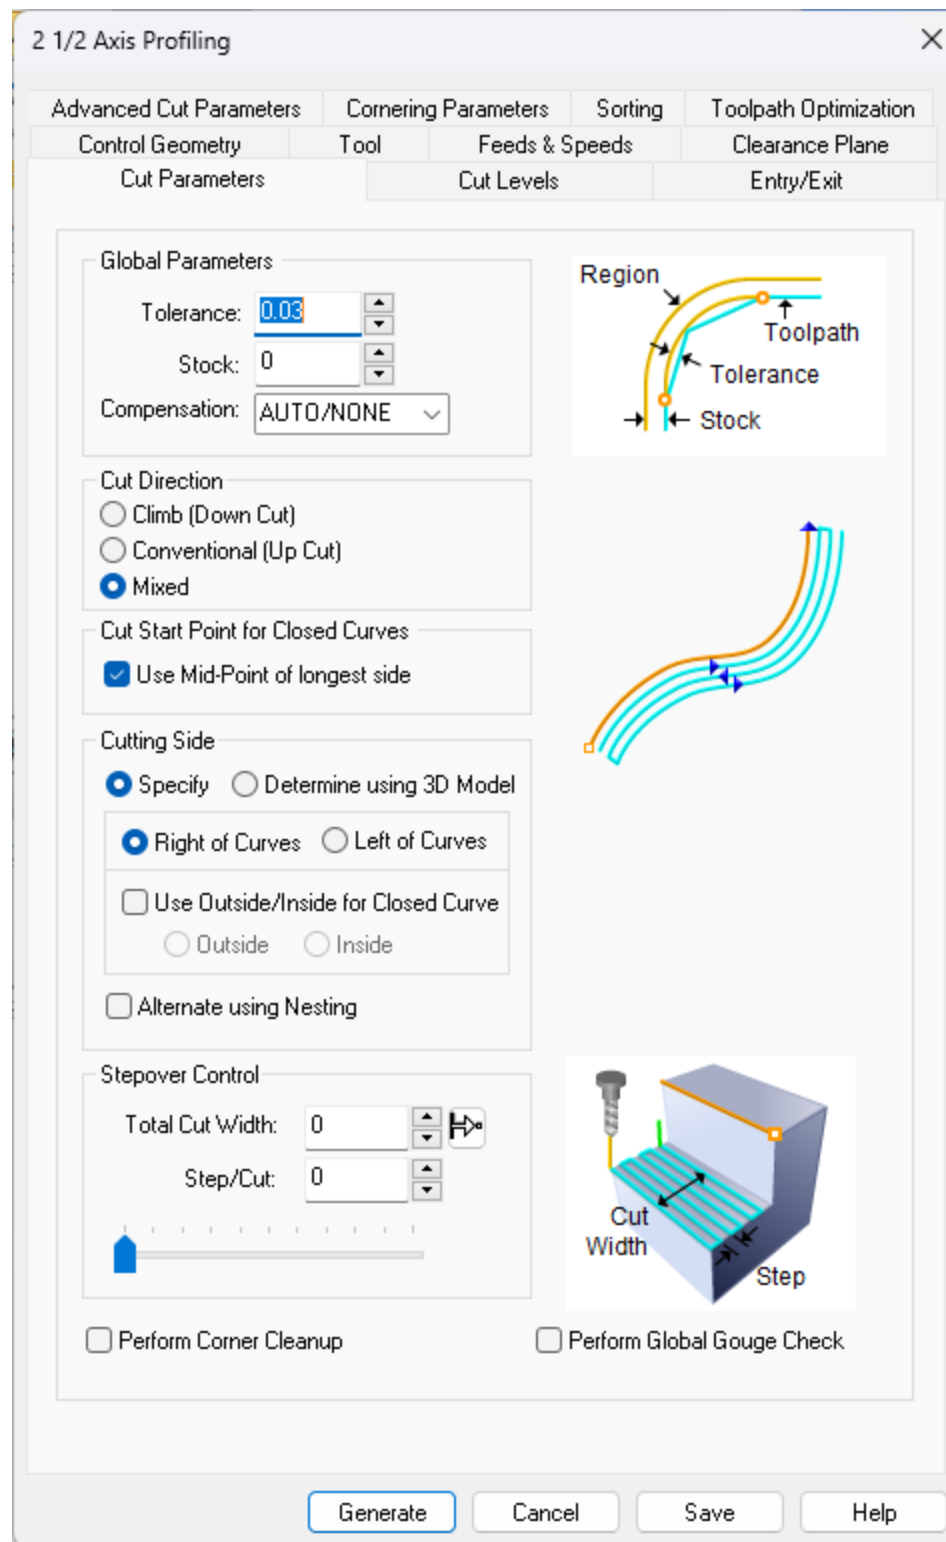 2 1/2 Axis Profiling
Advanced Cut Parameters Cornering Parameters Sorting Toolpath Optimization
Control Geometry Tool Feeds & Speeds Clearance Plane
Cut Parameters Cut Levels Entry/Exit
Global Parameters
Tolerance: 0.03
Stock: 0
Compensation: AUTO/NONE
Region
Toolpath
Tolerance
Stock
Cut Direction
Climb (Down Cut)
Conventional (Up Cut)
Mixed
Cut Start Point for Closed Curves
Use Mid-Point of longest side
Cutting Side
Specify Determine using 3D Model
Right of Curves Left of Curves
Use Outside/Inside for Closed Curve
Outside Inside
Alternate using Nesting
Stepover Control
Total Cut Width: 0
Step/Cut: 0
Cut
Width
Step
Perform Corner Cleanup Perform Global Gouge Check
Generate Cancel Save Help